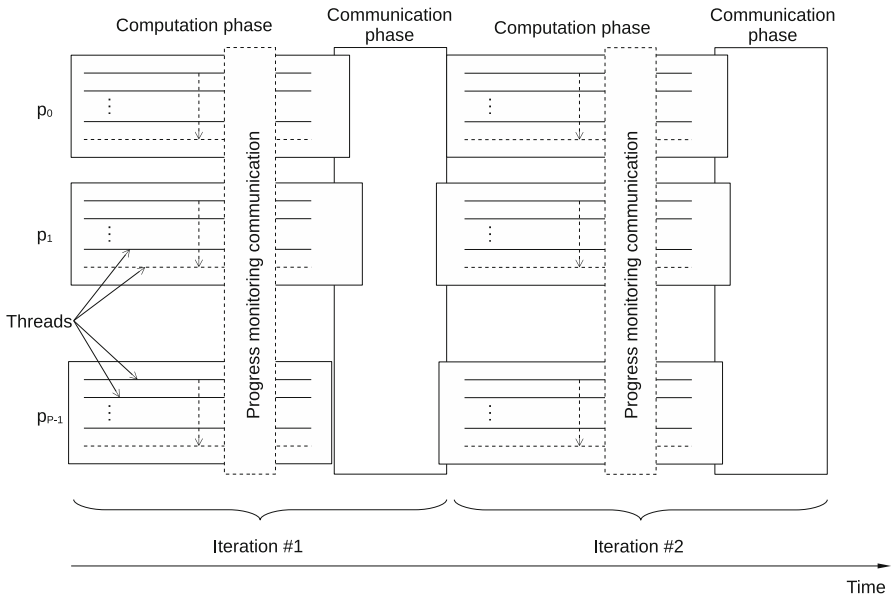 Computation phase
Communication
phase
Computation phase
Communication
phase
p0
p1
Threads
pP-1
Progress monitoring communication
Progress monitoring communication
Iteration #1
Iteration #2
Time